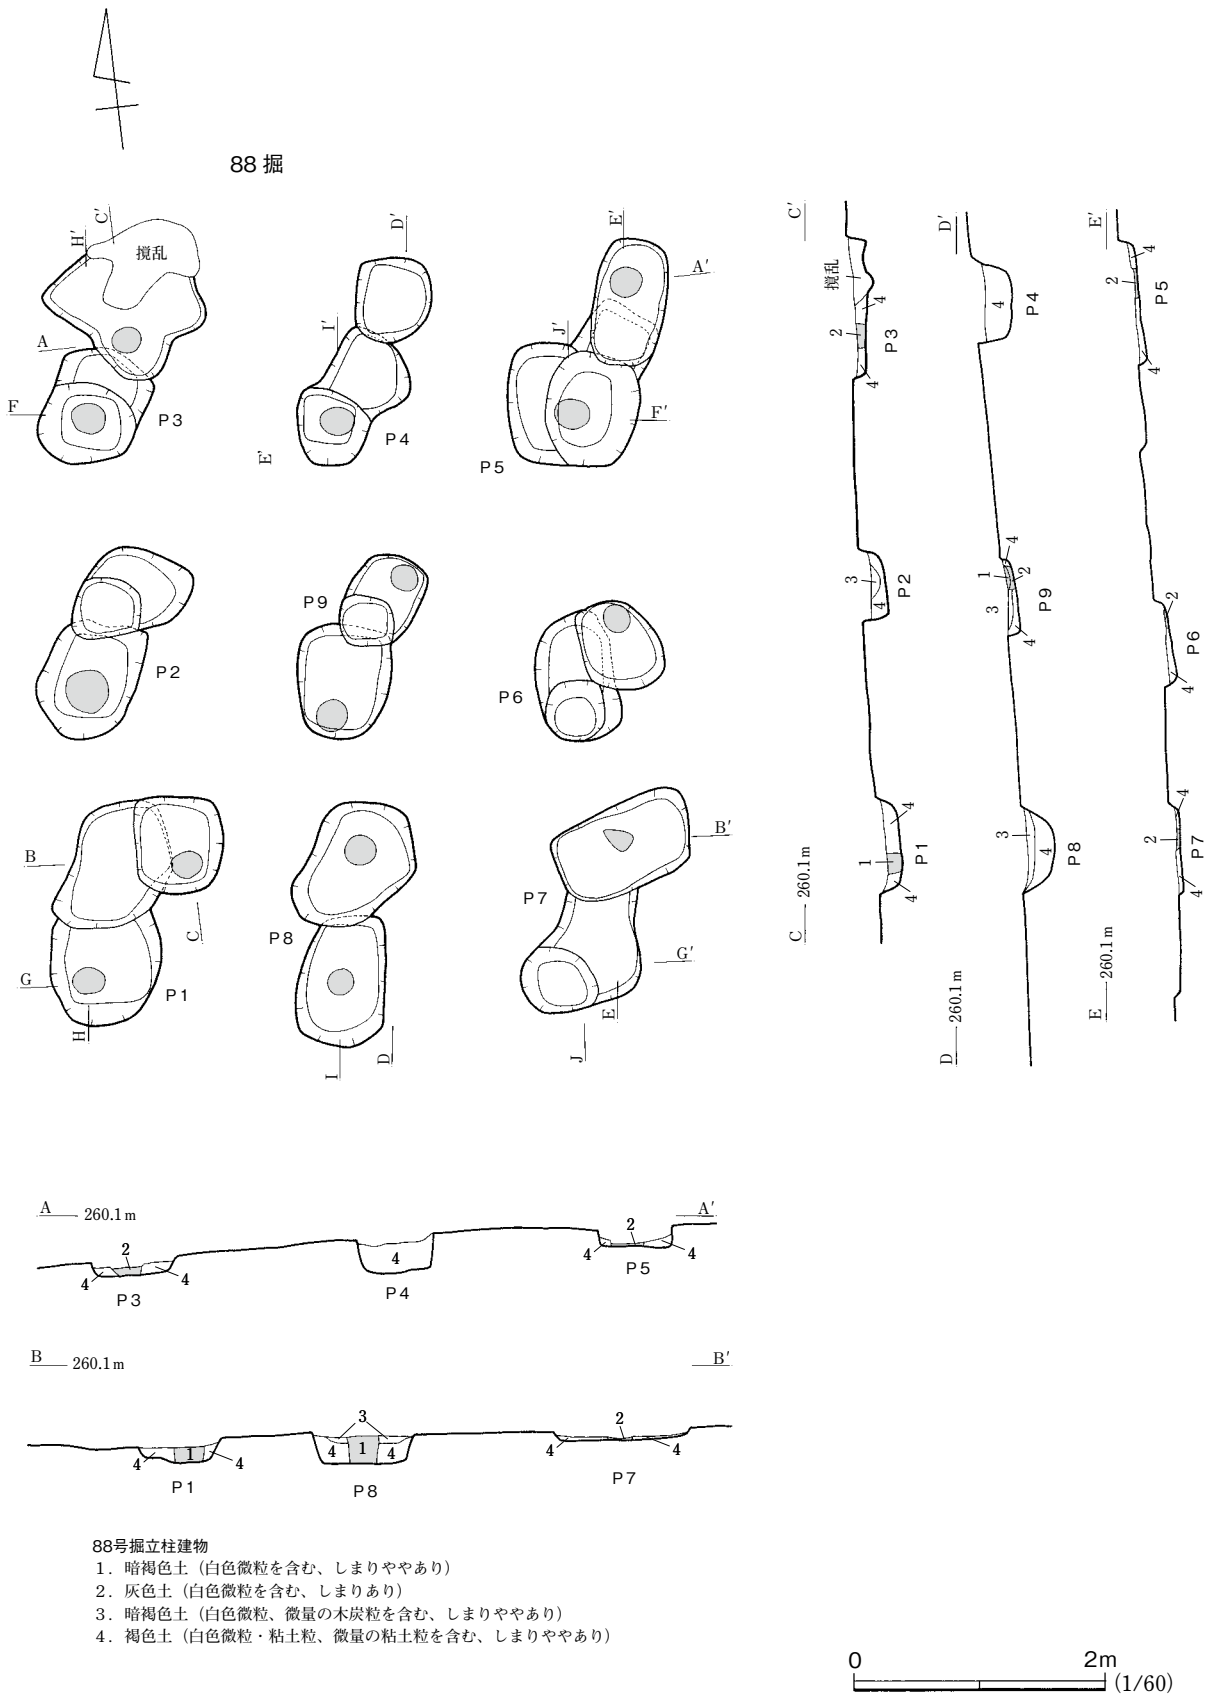 88 掘
C′
H′
撹乱
A
F
P3
D′
I′
E′
P4
E′
A′
J′
F′
P5
P2
P9
P6
B
C
G
P1
H
P8
D
I
B′
P7
G′
E
J
C′
撹乱
4
2
P3
4
3
P2
4
4
1
P1
4
C 260.1m
D′
4
P4
4
1
2
3
P9
4
3
4
P8
D 260.1m
E′
4
2
P5
4
2
P6
4
4
2
P7
4
E 260.1m
A 260.1m A′
2
4
4
P3
4
P4
2
4
4
P5
B 260.1m B′
4
1
4
P1
3
4
1
4
P8
2
4
4
P7
88号掘立柱建物
1．暗褐色土（白色微粒を含む、しまりややあり）
2．灰色土（白色微粒を含む、しまりあり）
3．暗褐色土（白色微粒、微量の木炭粒を含む、しまりややあり）
4．褐色土（白色微粒・粘土粒、微量の粘土粒を含む、しまりややあり）
0 2m
(1/60)